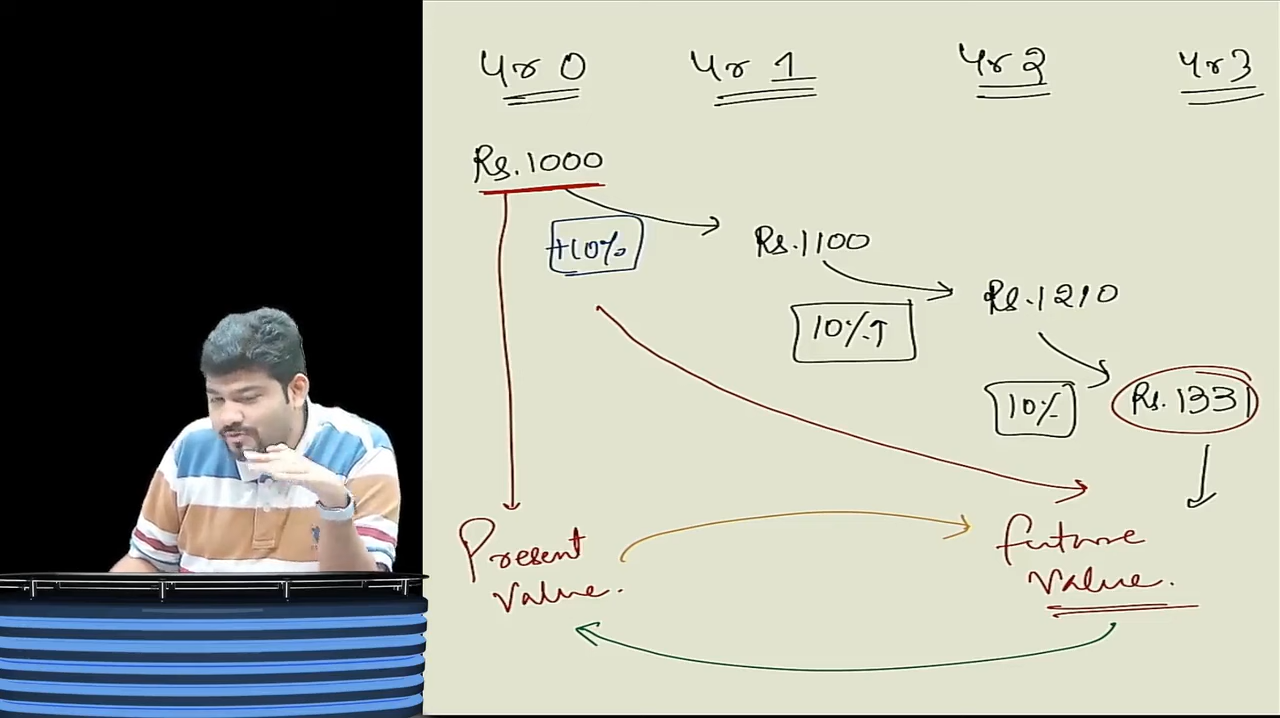 Yr 0 Yr 1 Yr 2 Yr 3
Rs.1000
+10%
Rs.1100
10%↑
Rs.1210
10%
Rs.1331
Present
Value.
future
Value.